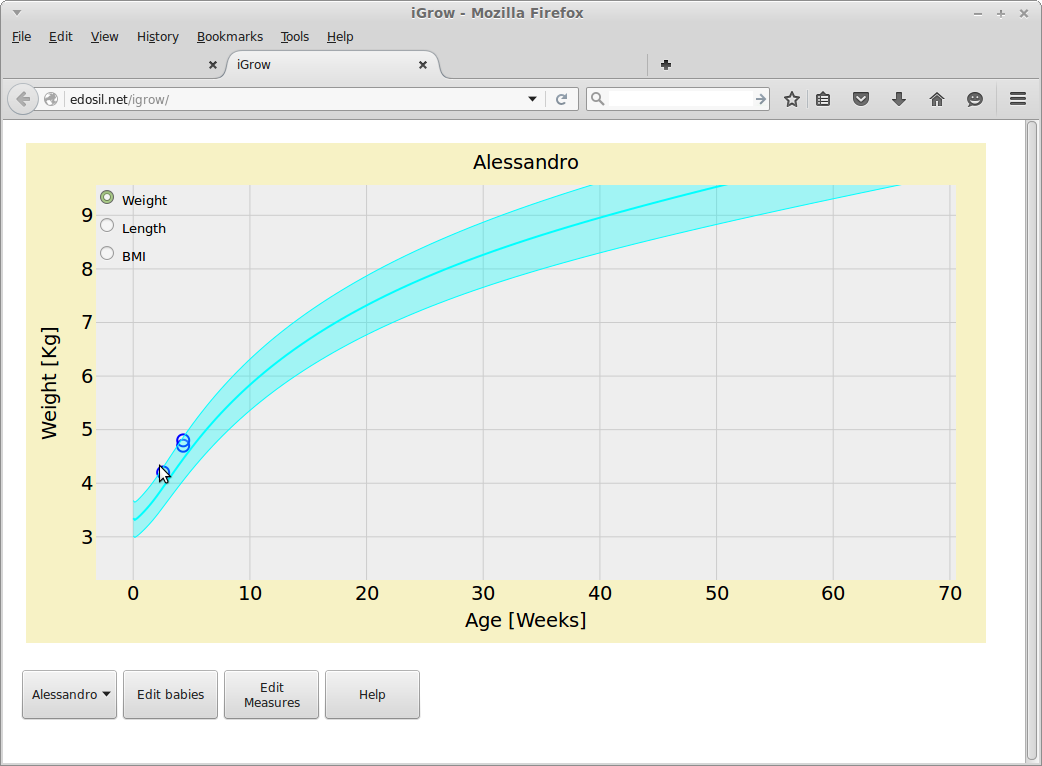 iGrow - Mozilla Firefox
File Edit View History Bookmarks Tools Help
iGrow
edosil.net/igrow/
Alessandro
Weight
Length
BMI
Weight [Kg]
9
8
7
6
5
4
3
0 10 20 30 40 50 60 70
Age [Weeks]
Alessandro Edit babies Edit Measures Help